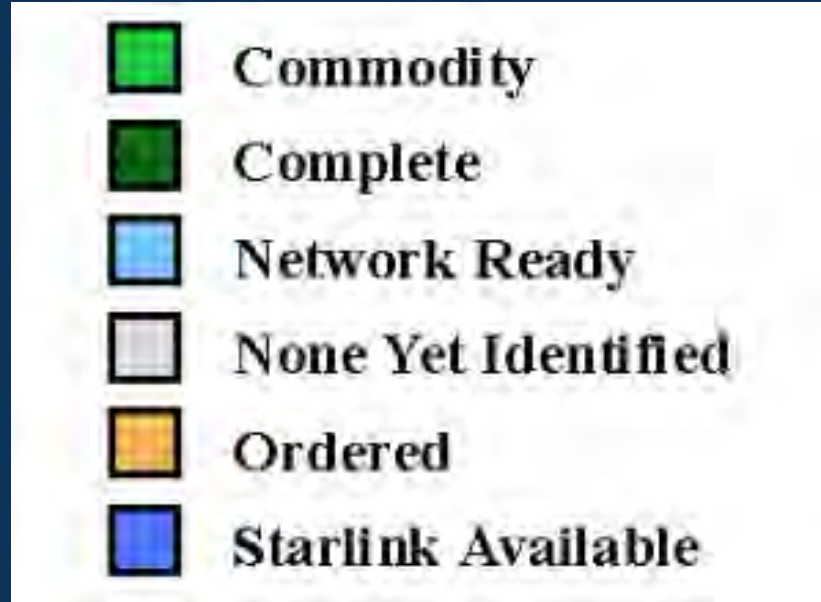 Commodity
Complete
Network Ready
None Yet Identified
Ordered
Starlink Available